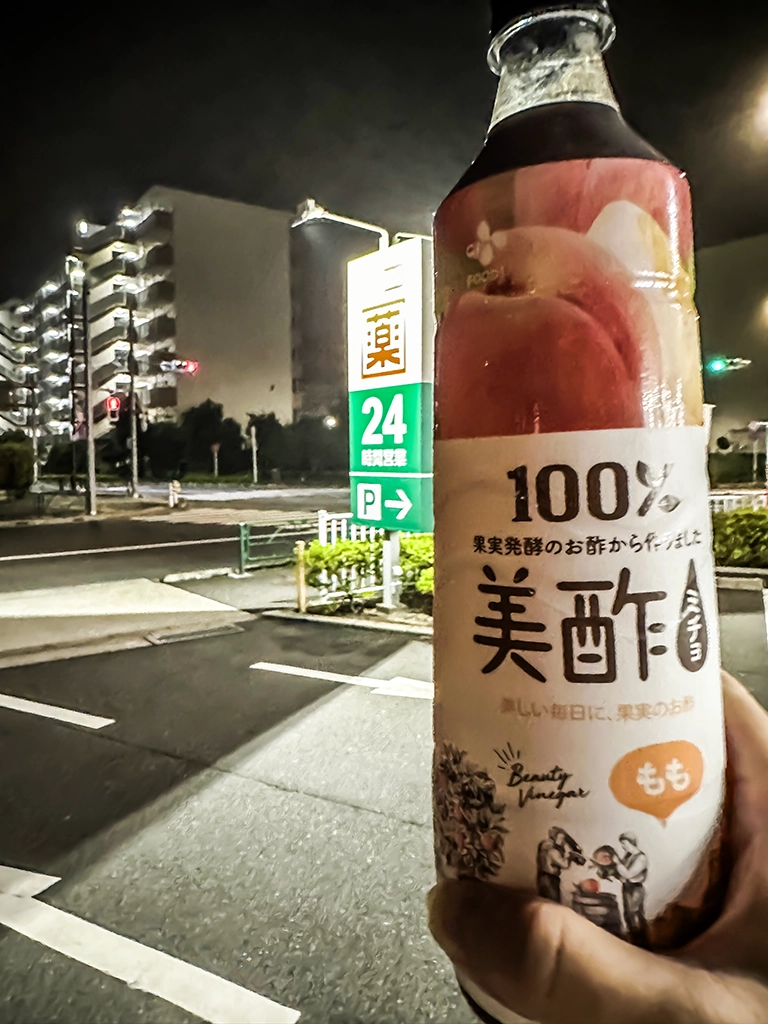 薬
24
時間営業
P
FOODS
100%
果実発酵のお酢から作りました
美酢
ミチョ
美しい毎日に、果実のお酢
Beauty
Vinegar
もも